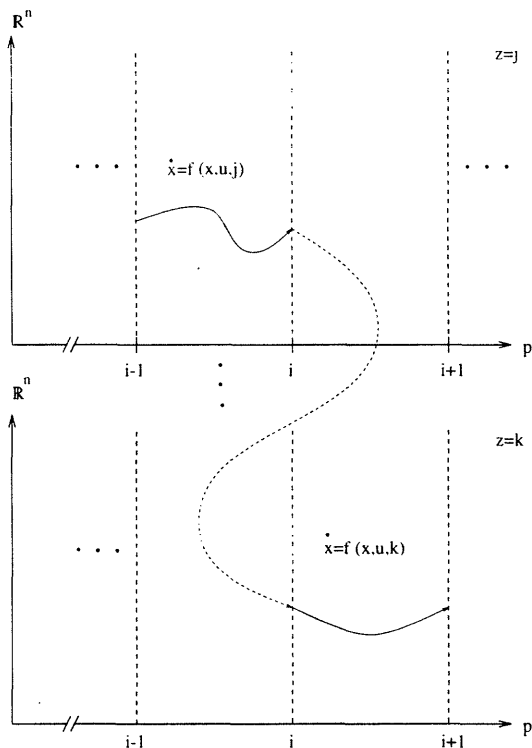 ℝⁿ
z=j
• • •
ẋ=f (x,u,j)
• • •
i-1 i i+1 p
ℝⁿ
z=k
• • •
ẋ=f (x,u,k)
i-1 i i+1 p